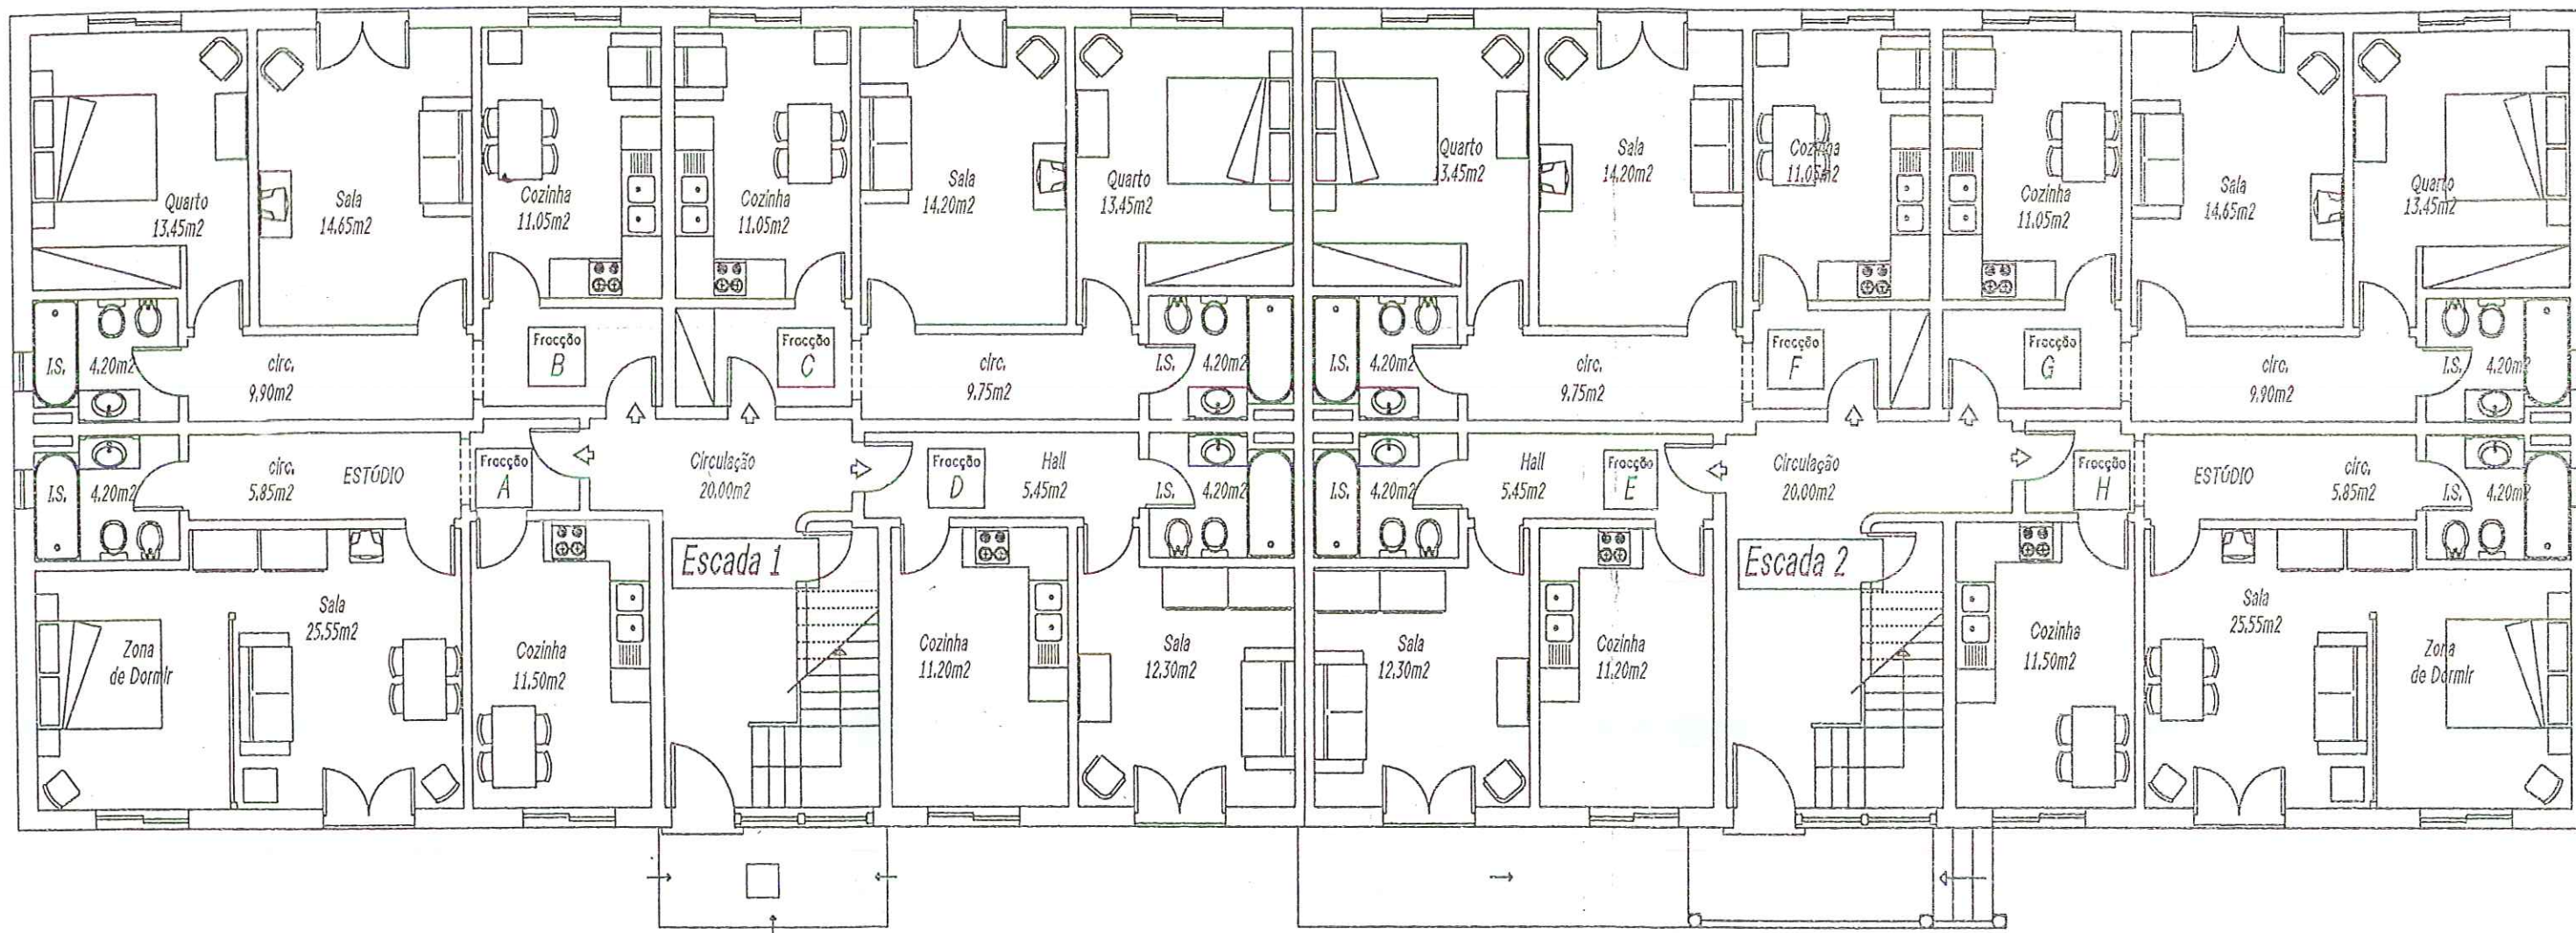 Quarto
13.45m2
Sala
14.65m2
Cozinha
11.05m2
Cozinha
11.05m2
Sala
14.20m2
Quarto
13.45m2
Quarto
13.45m2
Sala
14.20m2
Cozinha
11.05m2
Cozinha
11.05m2
Sala
14.65m2
Quarto
13.45m2
I.S.
4.20m2
circ.
9.90m2
Fracção
B
Fracção
C
circ.
9.75m2
I.S.
4.20m2
I.S.
4.20m2
circ.
9.75m2
Fracção
F
Fracção
G
circ.
9.90m2
I.S.
4.20m2
I.S.
4.20m2
circ.
5.85m2
ESTÚDIO
Fracção
A
Circulação
20.00m2
Fracção
D
Hall
5.45m2
I.S.
4.20m2
I.S.
4.20m2
Hall
5.45m2
Fracção
E
Circulação
20.00m2
Fracção
H
ESTÚDIO
circ.
5.85m2
I.S.
4.20m2
Zona
de Dormir
Sala
25.55m2
Cozinha
11.50m2
Escada 1
Cozinha
11.20m2
Sala
12.30m2
Sala
12.30m2
Cozinha
11.20m2
Escada 2
Cozinha
11.50m2
Sala
25.55m2
Zona
de Dormir